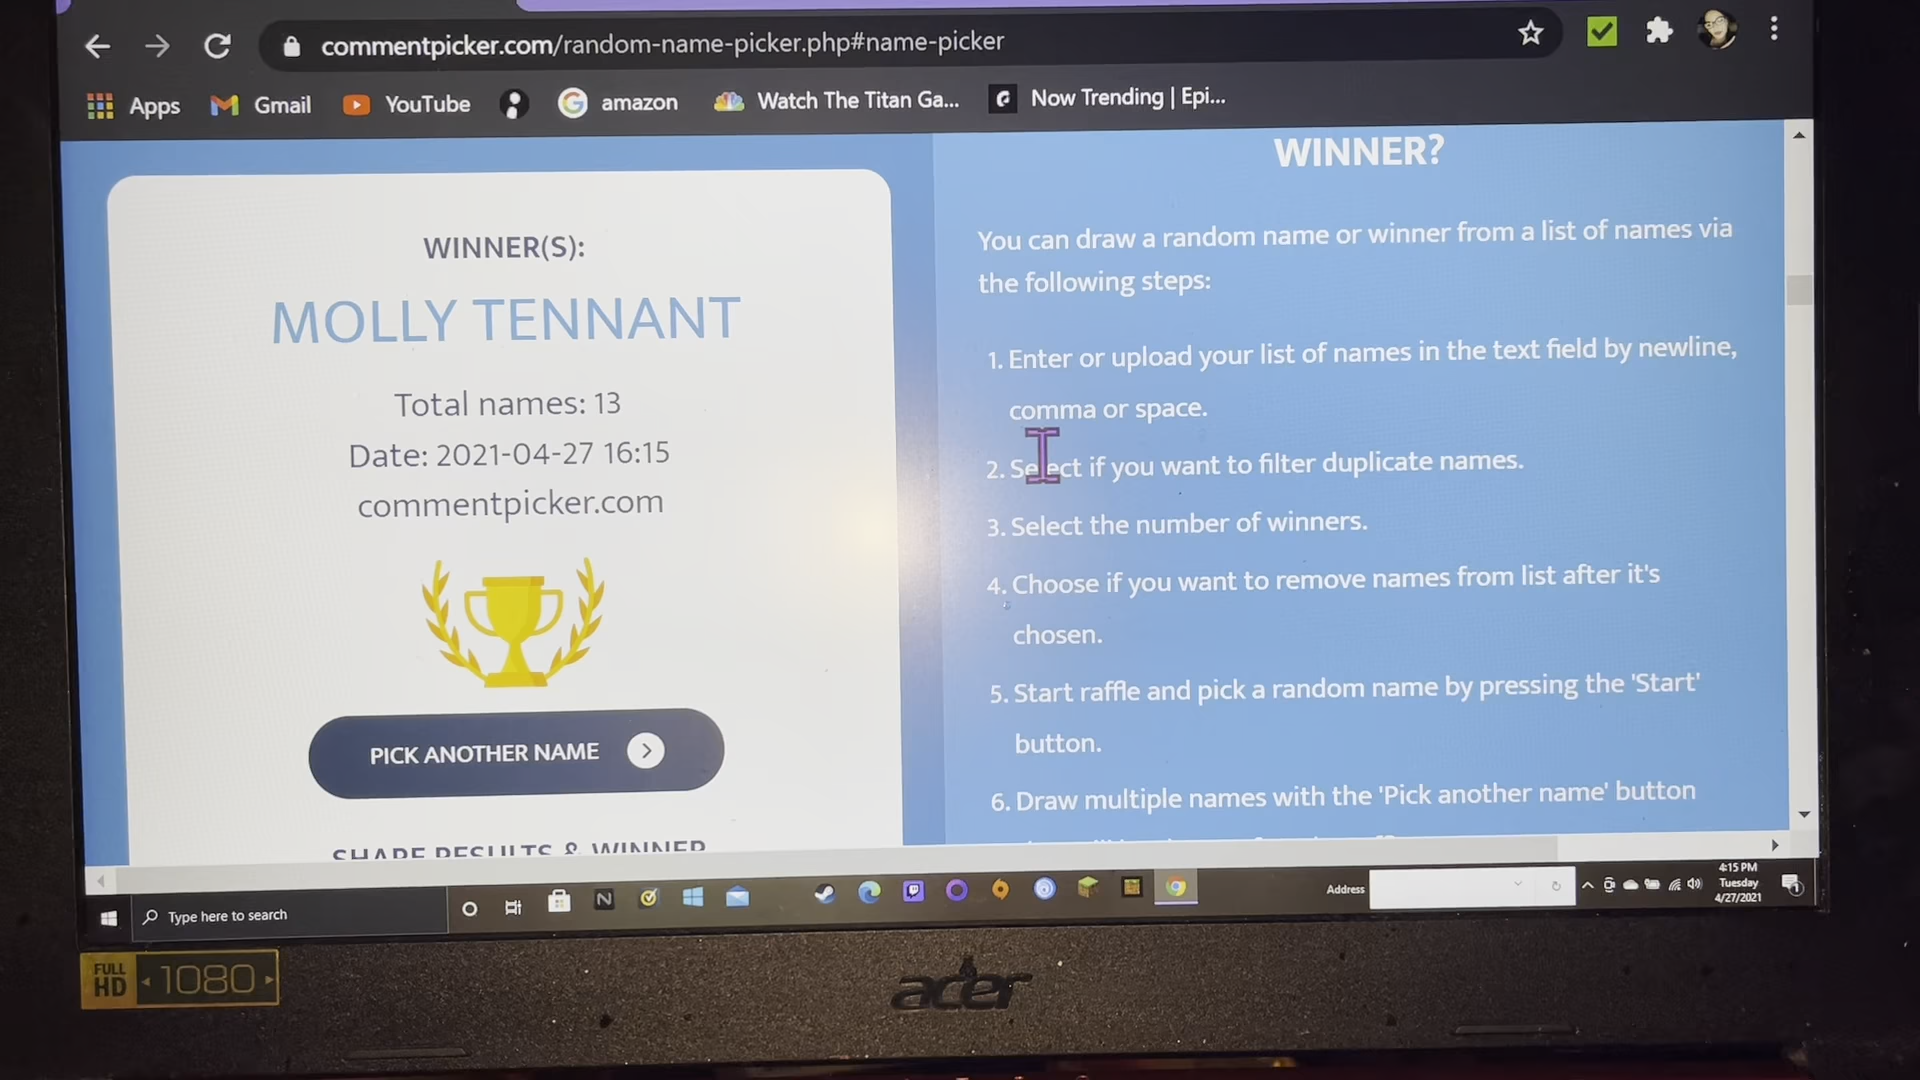 commentpicker.com/random-name-picker.php#name-picker
Apps Gmail YouTube amazon Watch The Titan Ga... Now Trending | Epi...
WINNER(S):
MOLLY TENNANT
Total names: 13
Date: 2021-04-27 16:15
commentpicker.com
PICK ANOTHER NAME
SHARE RESULTS & WINNER
WINNER?
You can draw a random name or winner from a list of names via
the following steps:
1. Enter or upload your list of names in the text field by newline,
comma or space.
2. Select if you want to filter duplicate names.
3. Select the number of winners.
4. Choose if you want to remove names from list after it's
chosen.
5. Start raffle and pick a random name by pressing the 'Start'
button.
6. Draw multiple names with the 'Pick another name' button
Type here to search
Address
4:15 PM
Tuesday
4/27/2021
1
FULL HD 1080
acer